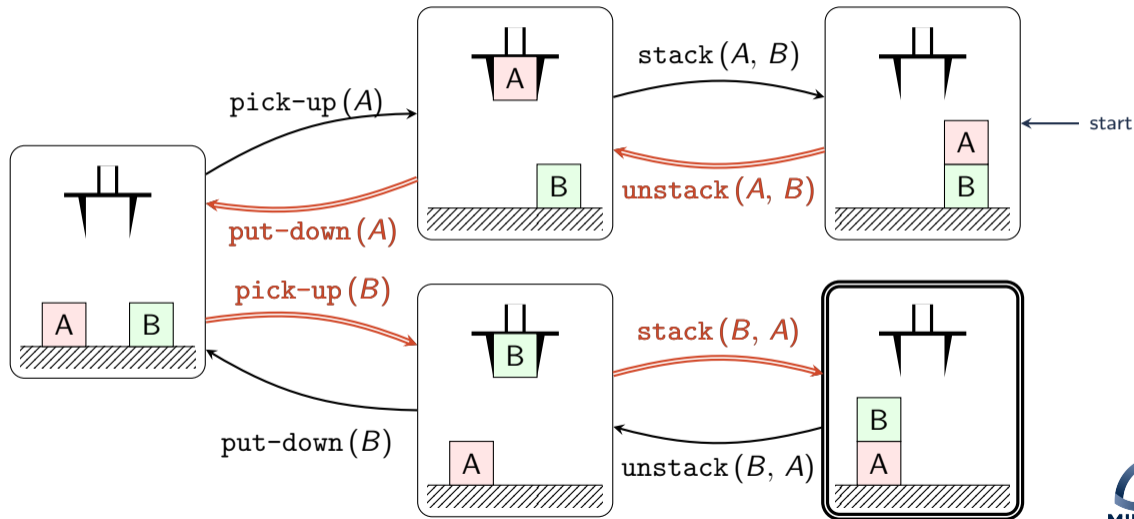 A
stack(A, B)
pick-up(A)
start
A
B
B
unstack(A, B)
put-down(A)
pick-up(B)
A
B
B
stack(B, A)
B
put-down(B)
A
A
unstack(B, A)